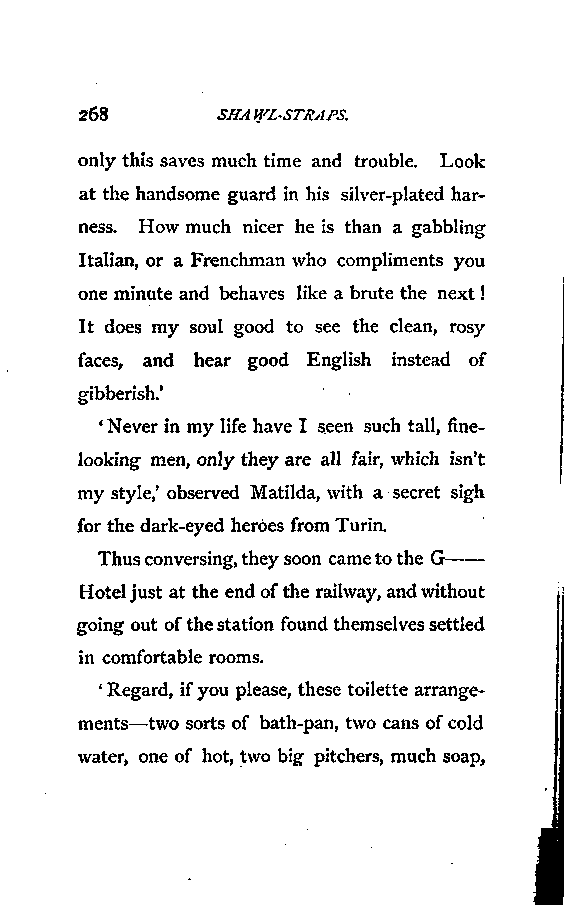 268 SHAWL-STRAPS.
only this saves much time and trouble. Look
at the handsome guard in his silver-plated har-
ness. How much nicer he is than a gabbling
Italian, or a Frenchman who compliments you
one minute and behaves like a brute the next!
It does my soul good to see the clean, rosy
faces, and hear good English instead of
gibberish.'
'Never in my life have I seen such tall, fine-
looking men, only they are all fair, which isn't
my style,' observed Matilda, with a secret sigh
for the dark-eyed heroes from Turin.
Thus conversing, they soon came to the G——
Hotel just at the end of the railway, and without
going out of the station found themselves settled
in comfortable rooms.
'Regard, if you please, these toilette arrange-
ments—two sorts of bath-pan, two cans of cold
water, one of hot, two big pitchers, much soap,